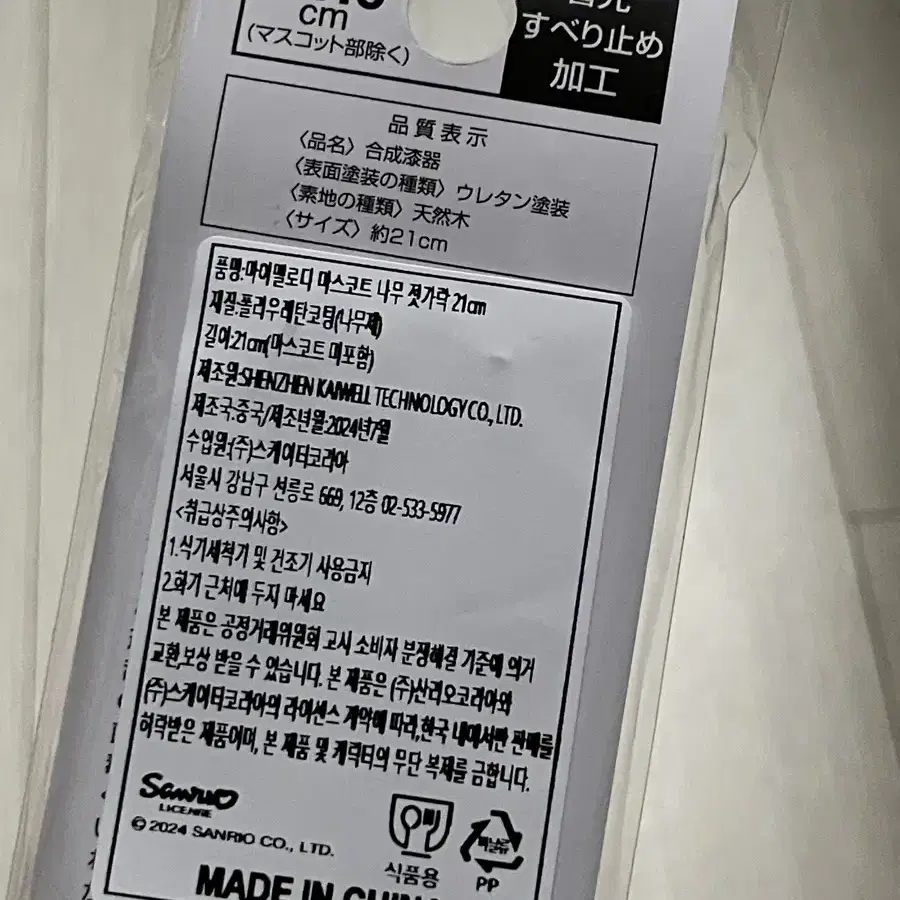 cm
(マスコット部除く)
すべり止め
加工
品質表示
〈品名〉合成漆器
〈表面塗装の種類〉ウレタン塗装
〈素地の種類〉天然木
〈サイズ〉約21cm
품명:마이멜로디 마스코트 나무 젓가락 21cm
재질:폴리우레탄코팅(나무제)
길이:21cm(마스코트 미포함)
제조원:SHENZHEN KAIWELL TECHNOLOGY CO., LTD.
제조국:중국/제조년월:2024년7월
수입원:(주)스케이터코리아
서울시 강남구 선릉로 669, 12층 02-533-5977
<취급상주의사항>
1.식기세척기 및 건조기 사용금지
2.화기 근처에 두지 마세요
본 제품은 공정거래위원회 고시 소비자 분쟁해결 기준에 의거
교환,보상 받을 수 있습니다. 본 제품은 (주)산리오코리아와
(주)스케이터코리아의 라이센스 계약에 따라,한국 내에서만 판매를
허락받은 제품이며, 본 제품 및 캐릭터의 무단 복제를 금합니다.
Sanrio
LICENSE
© 2024 SANRIO CO., LTD.
식품용
비닐류
PP
MADE IN CHINA